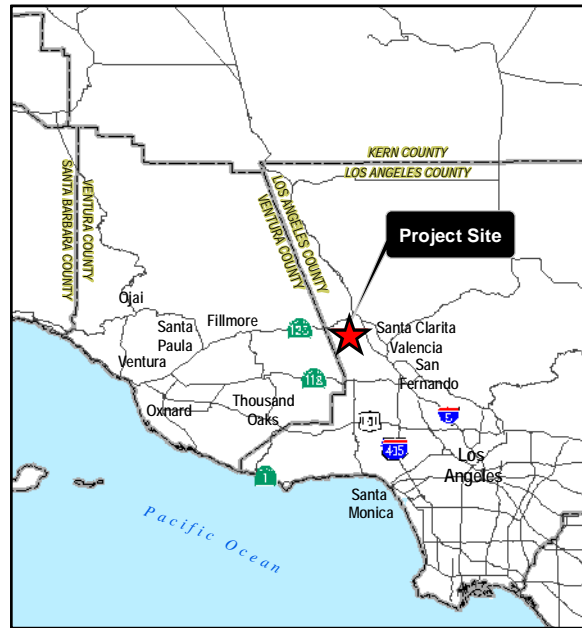 KERN COUNTY
LOS ANGELES COUNTY
SANTA BARBARA COUNTY
VENTURA COUNTY
LOS ANGELES COUNTY
VENTURA COUNTY
Project Site
Ojai
Santa
Paula
Fillmore
Santa Clarita
Valencia
San
Fernando
118
Ventura
Oxnard
Thousand
Oaks
5
405
Los
Angeles
1
Santa
Monica
Pacific Ocean